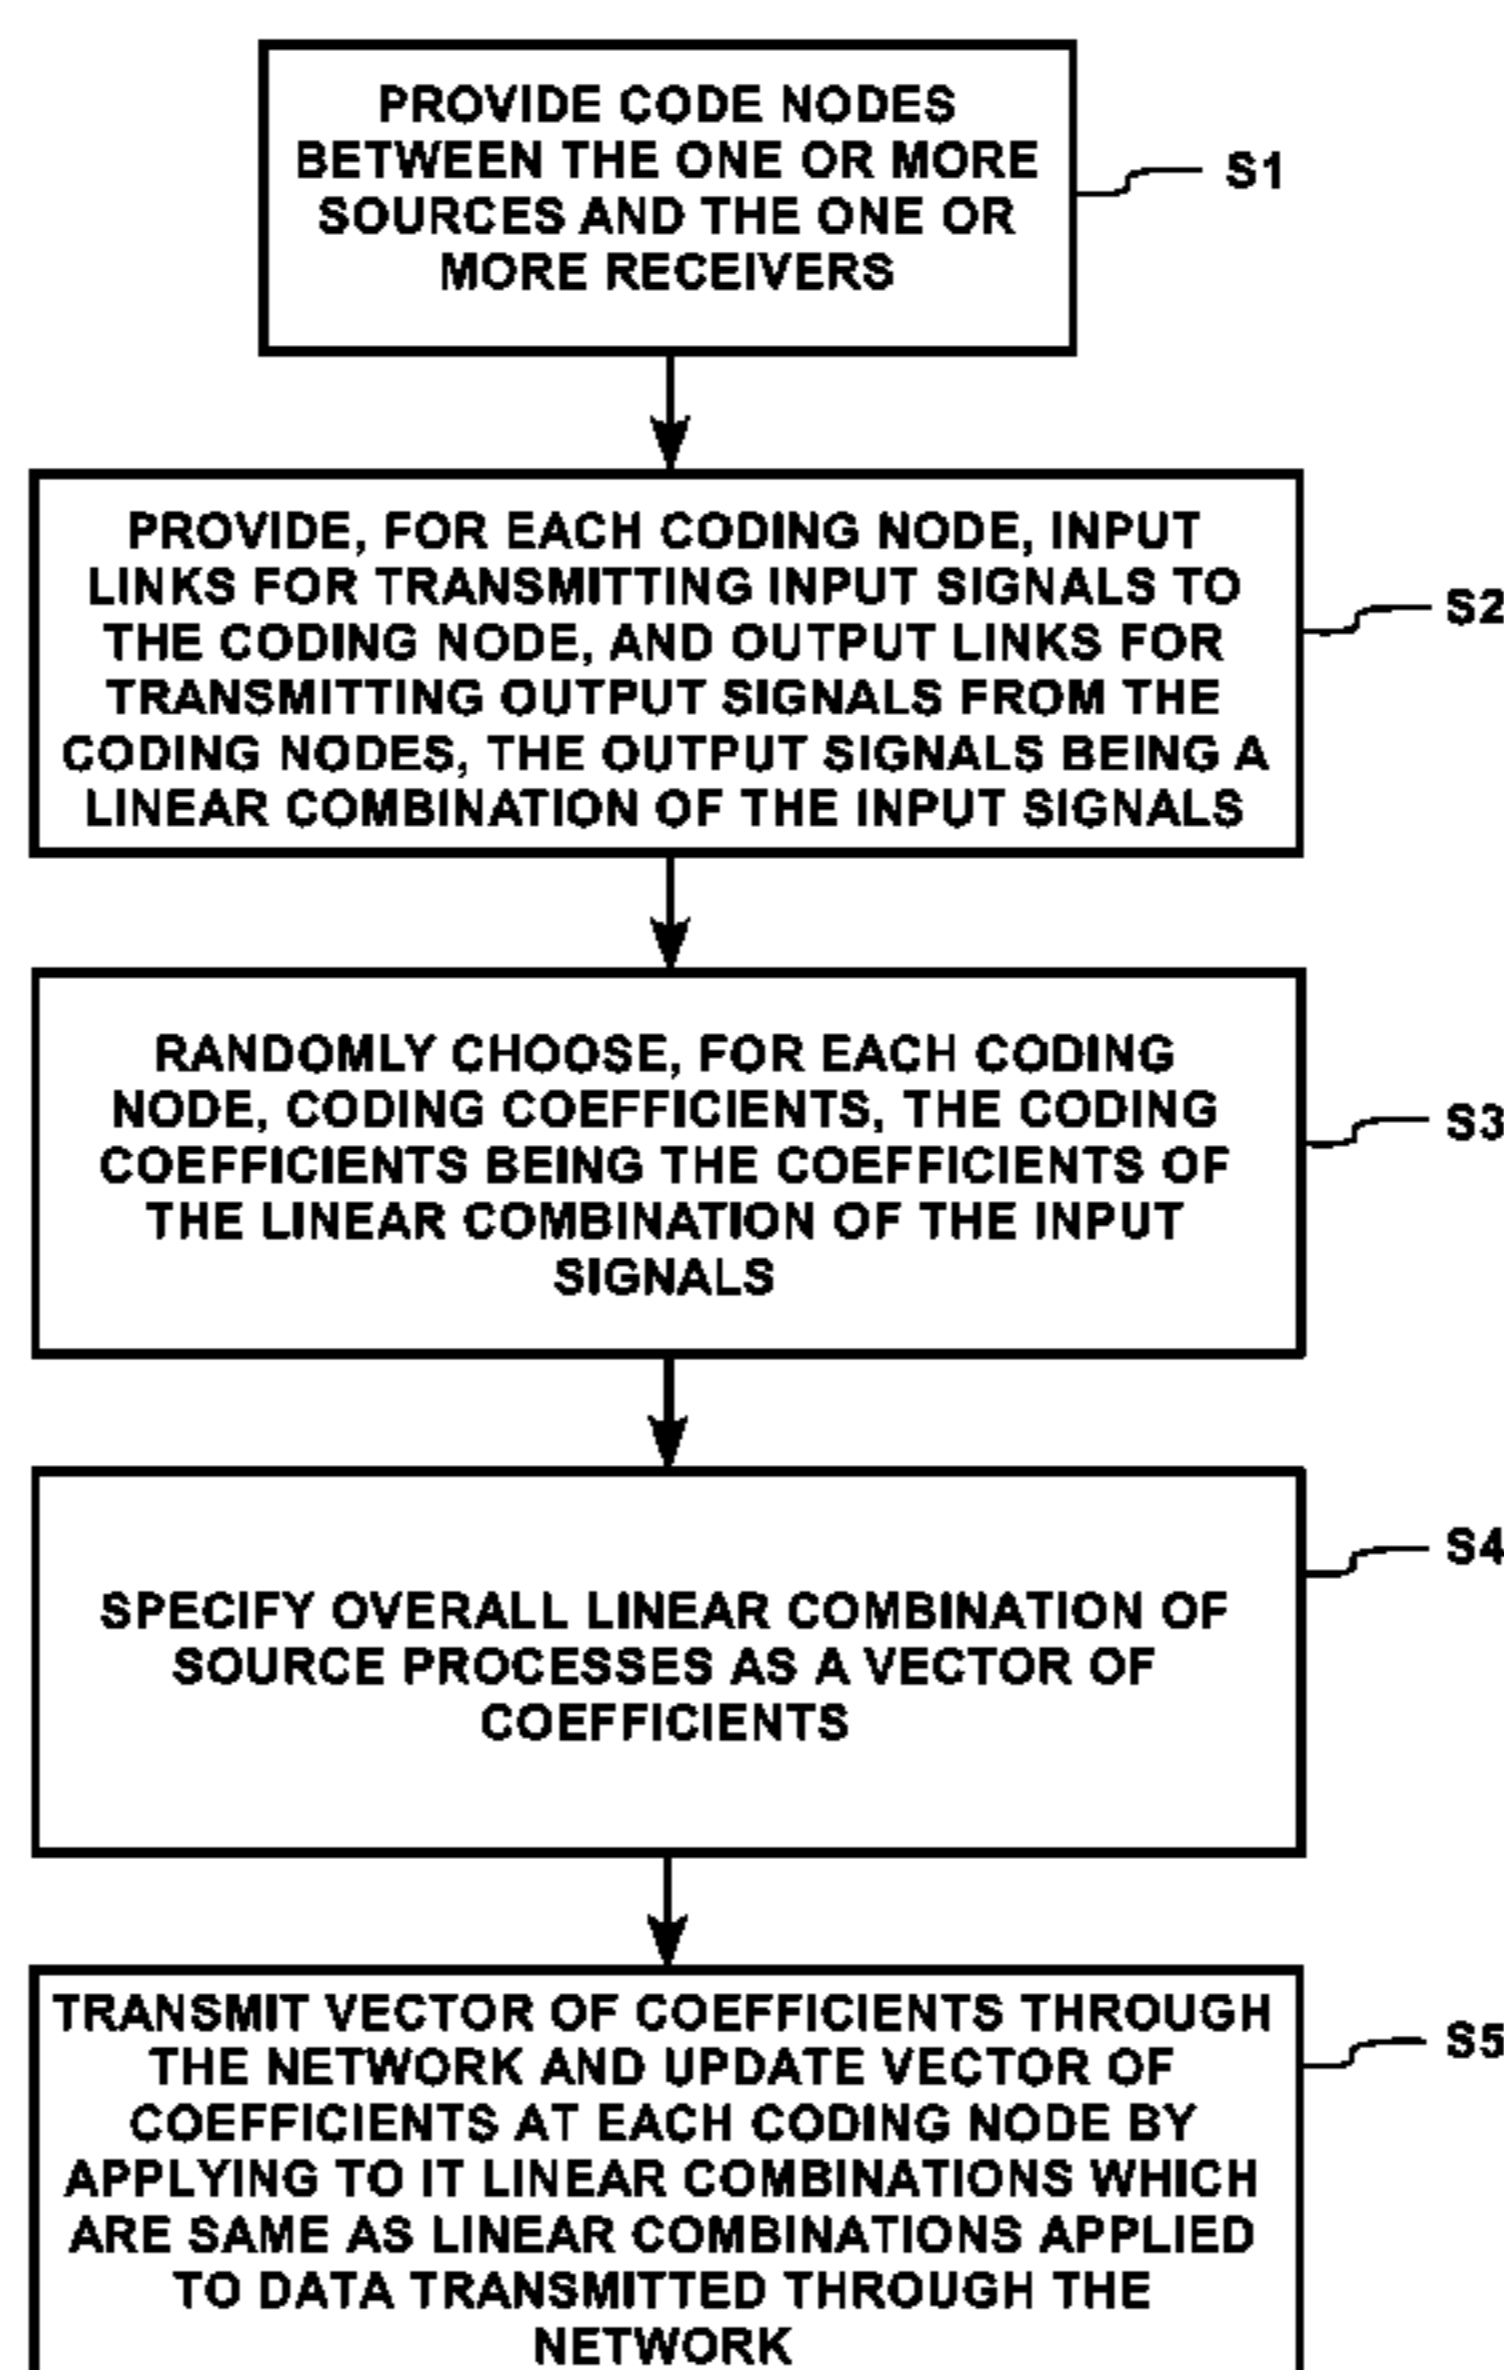 PROVIDE CODE NODES
BETWEEN THE ONE OR MORE
SOURCES AND THE ONE OR
MORE RECEIVERS
S1
PROVIDE, FOR EACH CODING NODE, INPUT
LINKS FOR TRANSMITTING INPUT SIGNALS TO
THE CODING NODE, AND OUTPUT LINKS FOR
TRANSMITTING OUTPUT SIGNALS FROM THE
CODING NODES, THE OUTPUT SIGNALS BEING A
LINEAR COMBINATION OF THE INPUT SIGNALS
S2
RANDOMLY CHOOSE, FOR EACH CODING
NODE, CODING COEFFICIENTS, THE CODING
COEFFICIENTS BEING THE COEFFICIENTS OF
THE LINEAR COMBINATION OF THE INPUT
SIGNALS
S3
SPECIFY OVERALL LINEAR COMBINATION OF
SOURCE PROCESSES AS A VECTOR OF
COEFFICIENTS
S4
TRANSMIT VECTOR OF COEFFICIENTS THROUGH
THE NETWORK AND UPDATE VECTOR OF
COEFFICIENTS AT EACH CODING NODE BY
APPLYING TO IT LINEAR COMBINATIONS WHICH
ARE SAME AS LINEAR COMBINATIONS APPLIED
TO DATA TRANSMITTED THROUGH THE
NETWORK
S5